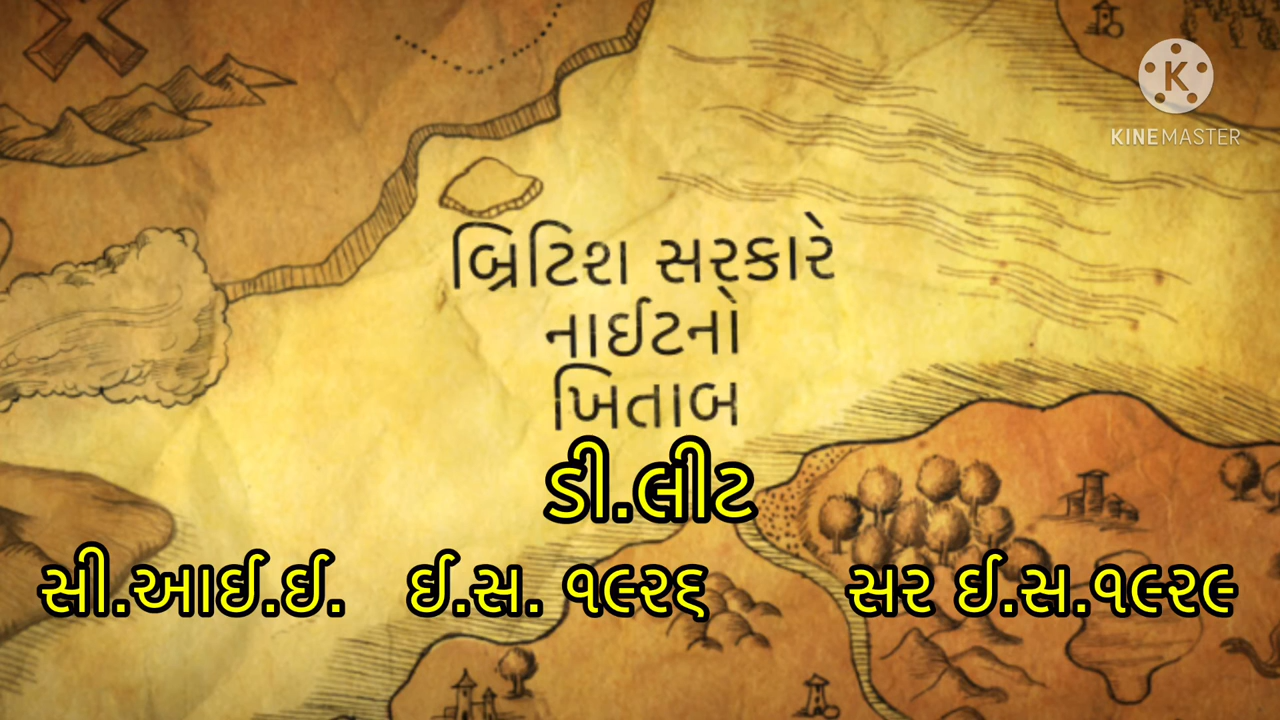 KINEMASTER
બ્રિટિશ સરકારે
નાઈટનો
ખિતાબ
ડી.લીટ
સી.આઈ.ઈ. ઈ.સ. ૧૯૨૬ સર ઈ.સ.૧૯૨૯